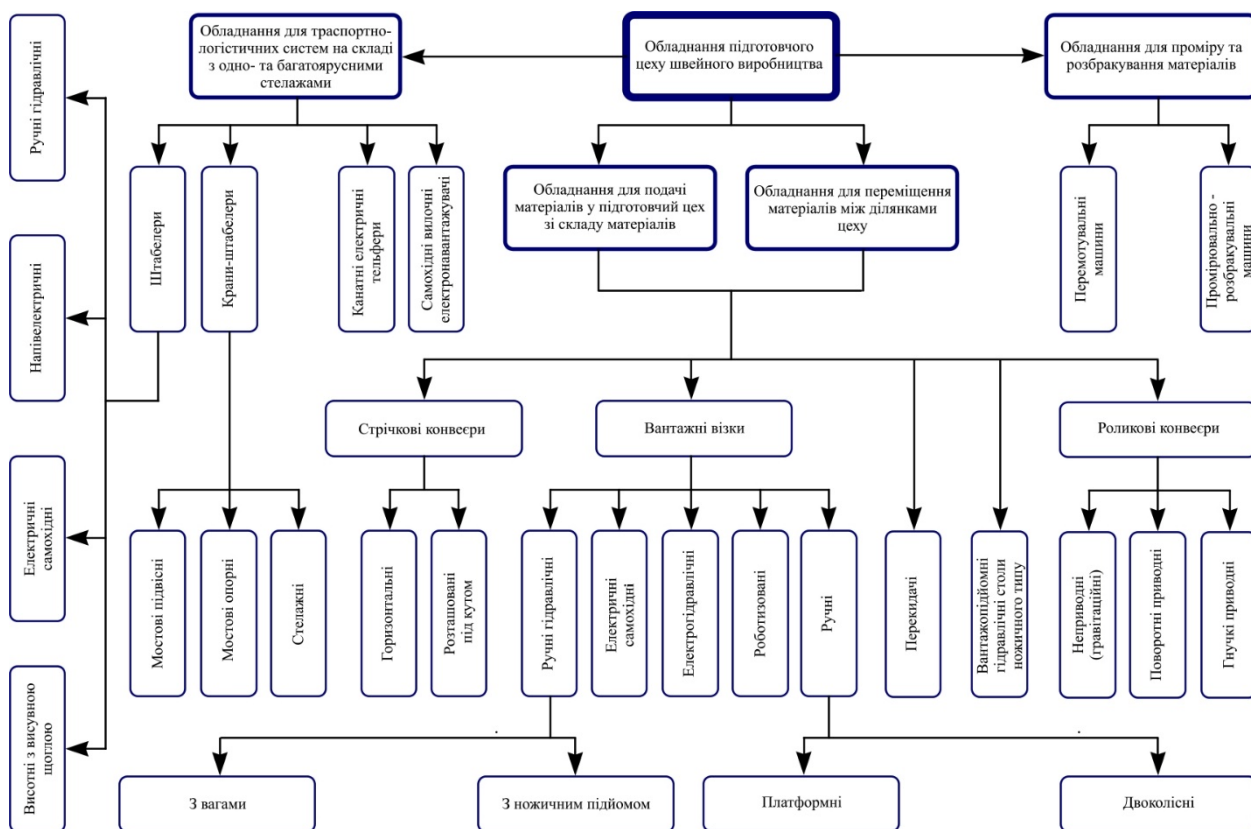 Обладнання для траспортно-
логістичних систем на складі
з одно- та багатоярусними
стелажами
Обладнання підготовчого
цеху швейного виробництва
Обладнання для проміру та
розбракування матеріалів
Ручні гідравлічні
Напівелектричні
Електричні
самохідні
Висотні з висувною
щоглою
Штабелери
Крани-штабелери
Канатні електричні
тельфери
Самохідні вилочні
електронавантажувачі
Обладнання для подачі
матеріалів у підготовчий цех
зі складу матеріалів
Обладнання для переміщення
матеріалів між ділянками
цеху
Перемотувальні
машини
Промірювально -
розбракувальні
машини
Стрічкові конвеєри
Вантажні візки
Роликові конвеєри
Мостові підвісні
Мостові опорні
Стелажні
Горизонтальні
Розташовані
під кутом
Ручні гідравлічні
Електричні
самохідні
Електрогідравлічні
Роботизовані
Ручні
Перекидачі
Вантажопідйомні
гідравлічні столи
ножичного типу
Неприводні
(гравітаційні)
Поворотні приводні
Гнучкі приводні
З вагами
З ножичним підйомом
Платформні
Двоколісні